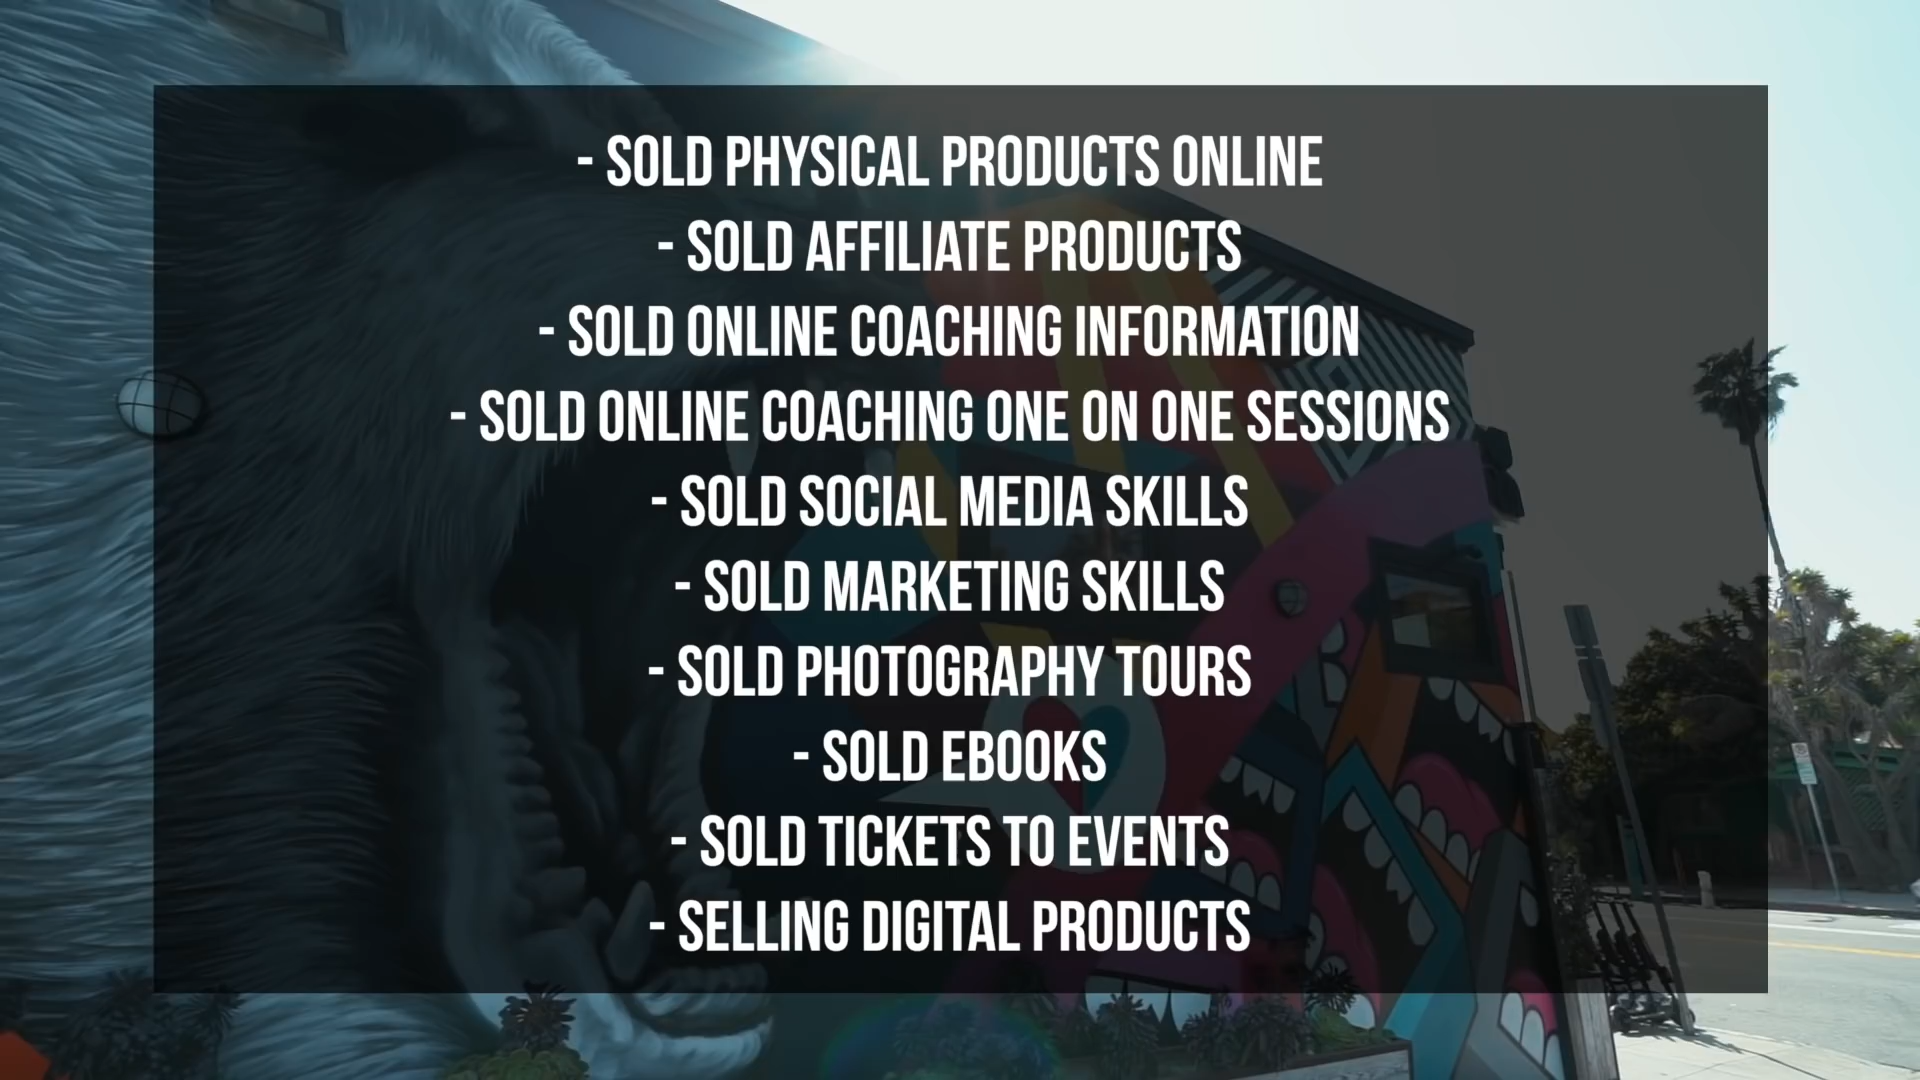 - SOLD PHYSICAL PRODUCTS ONLINE
- SOLD AFFILIATE PRODUCTS
- SOLD ONLINE COACHING INFORMATION
- SOLD ONLINE COACHING ONE ON ONE SESSIONS
- SOLD SOCIAL MEDIA SKILLS
- SOLD MARKETING SKILLS
- SOLD PHOTOGRAPHY TOURS
- SOLD EBOOKS
- SOLD TICKETS TO EVENTS
- SELLING DIGITAL PRODUCTS